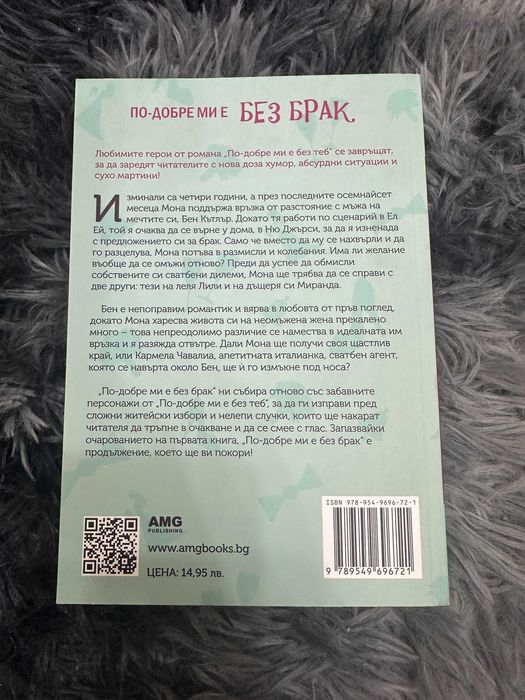 ПО-ДОБРЕ МИ Е БЕЗ БРАК
Любимите герои от романа „По-добре ми е без теб“ се завръщат,
за да заредят читателите с нова доза хумор, абсурдни ситуации и
сухо мартини!
Изминали са четири години, а през последните осемнайсет
месеца Мона поддържа връзка от разстояние с мъжа на
мечтите си, Бен Кътлър. Докато тя работи по сценарий в Ел
Ей, той я очаква да се върне у дома, в Ню Джърси, за да я изненада
с предложението си за брак. Само че вместо да му се нахвърли и да
го разцелува, Мона потъва в размисли и колебания. Има ли желание
въобще да се омъжи отново? Преди да успее да обмисли
собствените си сватбени дилеми, Мона ще трябва да се справи с
две други: тези на леля Лили и на дъщеря си Миранда.
Бен е непоправим романтик и вярва в любовта от пръв поглед,
докато Мона харесва живота си на неомъжена жена прекалено
много – това непреодолимо различие се намества в идеалната им
връзка и я разяжда отвътре. Дали Мона ще получи своя щастлив
край, или Кармела Чавалиа, апетитната италианка, сватбен агент,
която се навърта около Бен, ще ѝ го измъкне под носа?
„По-добре ми е без брак“ ни събира отново със забавните
персонажи от „По-добре ми е без теб“, за да ги изправи пред
сложни житейски избори и нелепи случки, които ще накарат
читателя да тръпне в очакване и да се смее с глас. Запазвайки
очарованието на първата книга, „По-добре ми е без брак“ е
продължение, което ще ви покори!
ISBN 978-954-9696-72-1
AMG
PUBLISHING
www.amgbooks.bg
ЦЕНА: 14,95 лв.
9 789549 696721